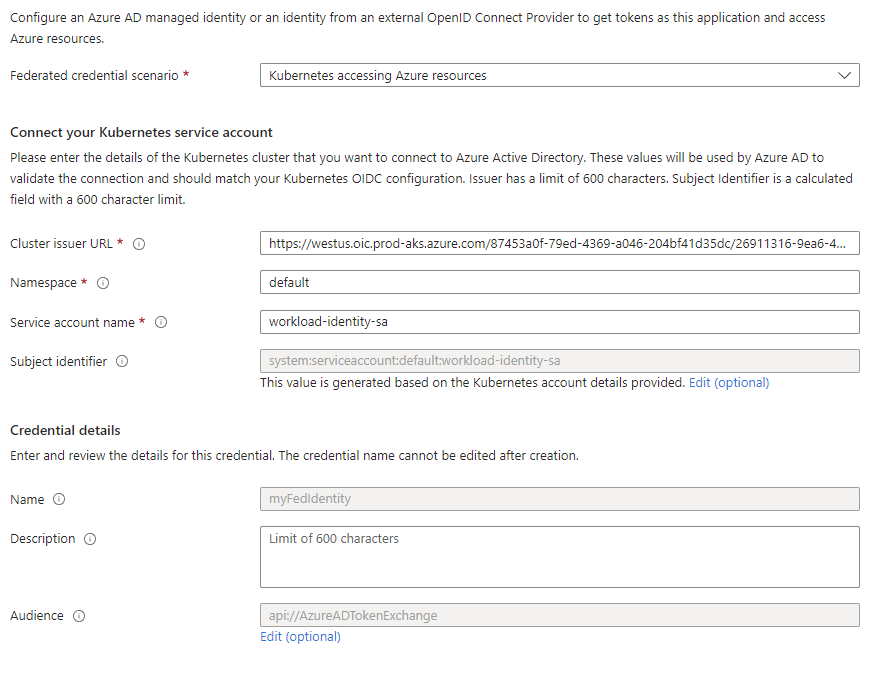 Configure an Azure AD managed identity or an identity from an external OpenID Connect Provider to get tokens as this application and access
Azure resources.
Federated credential scenario * Kubernetes accessing Azure resources
Connect your Kubernetes service account
Please enter the details of the Kubernetes cluster that you want to connect to Azure Active Directory. These values will be used by Azure AD to
validate the connection and should match your Kubernetes OIDC configuration. Issuer has a limit of 600 characters. Subject Identifier is a calculated
field with a 600 character limit.
Cluster issuer URL * https://westus.oic.prod-aks.azure.com/87453a0f-79ed-4369-a046-204bf41d35dc/26911316-9ea6-4...
Namespace * default
Service account name * workload-identity-sa
Subject identifier system:serviceaccount:default:workload-identity-sa
This value is generated based on the Kubernetes account details provided. Edit (optional)
Credential details
Enter and review the details for this credential. The credential name cannot be edited after creation.
Name myFedIdentity
Description Limit of 600 characters
Audience api://AzureADTokenExchange
Edit (optional)